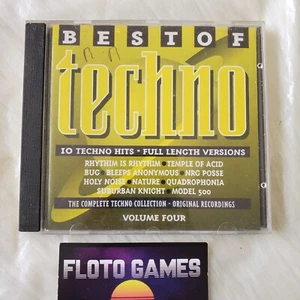 BEST OF
techno
10 TECHNO HITS • FULL LENGTH VERSIONS
RHYTHIM IS RHYTHIM • TEMPLE OF ACID
BUG • BLEEPS ANONYMOUS • NRG POSSE
HOLY NOISE • NATURE • QUADROPHONIA
SUBURBAN KNIGHT • MODEL 500
THE COMPLETE TECHNO COLLECTION - ORIGINAL RECORDINGS
VOLUME FOUR
FLOTO GAMES